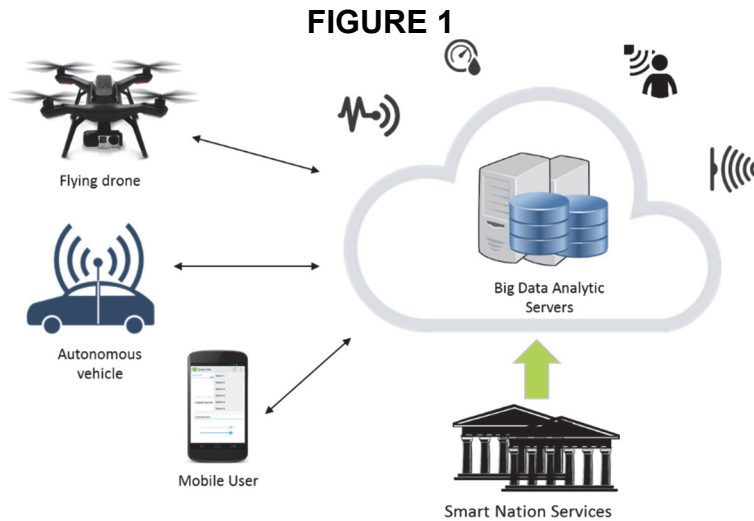 FIGURE 1
Flying drone
Big Data Analytic
Servers
Autonomous
vehicle
Mobile User
Smart Nation Services